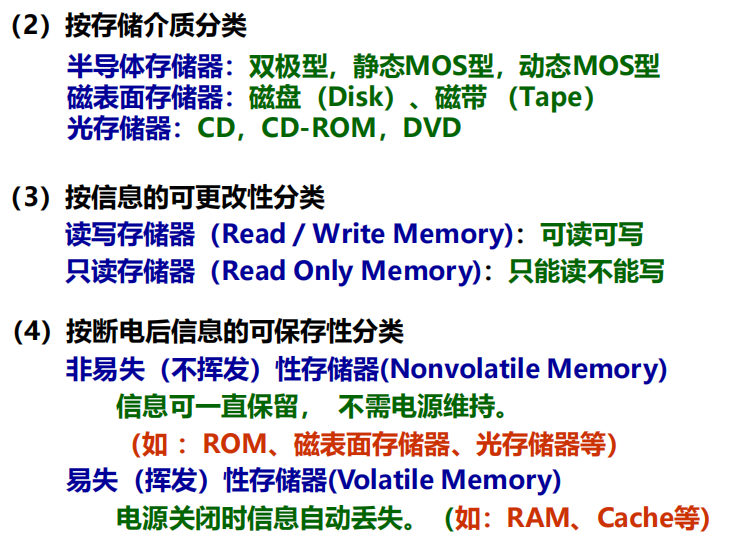 （2）按存储介质分类
半导体存储器：双极型，静态MOS型，动态MOS型
磁表面存储器：磁盘（Disk）、磁带 （Tape）
光存储器：CD，CD-ROM，DVD
（3）按信息的可更改性分类
读写存储器（Read / Write Memory)：可读可写
只读存储器（Read Only Memory)：只能读不能写
（4）按断电后信息的可保存性分类
非易失（不挥发）性存储器(Nonvolatile Memory)
信息可一直保留， 不需电源维持。
（如 ：ROM、磁表面存储器、光存储器等）
易失（挥发）性存储器(Volatile Memory)
电源关闭时信息自动丢失。（如：RAM、Cache等)